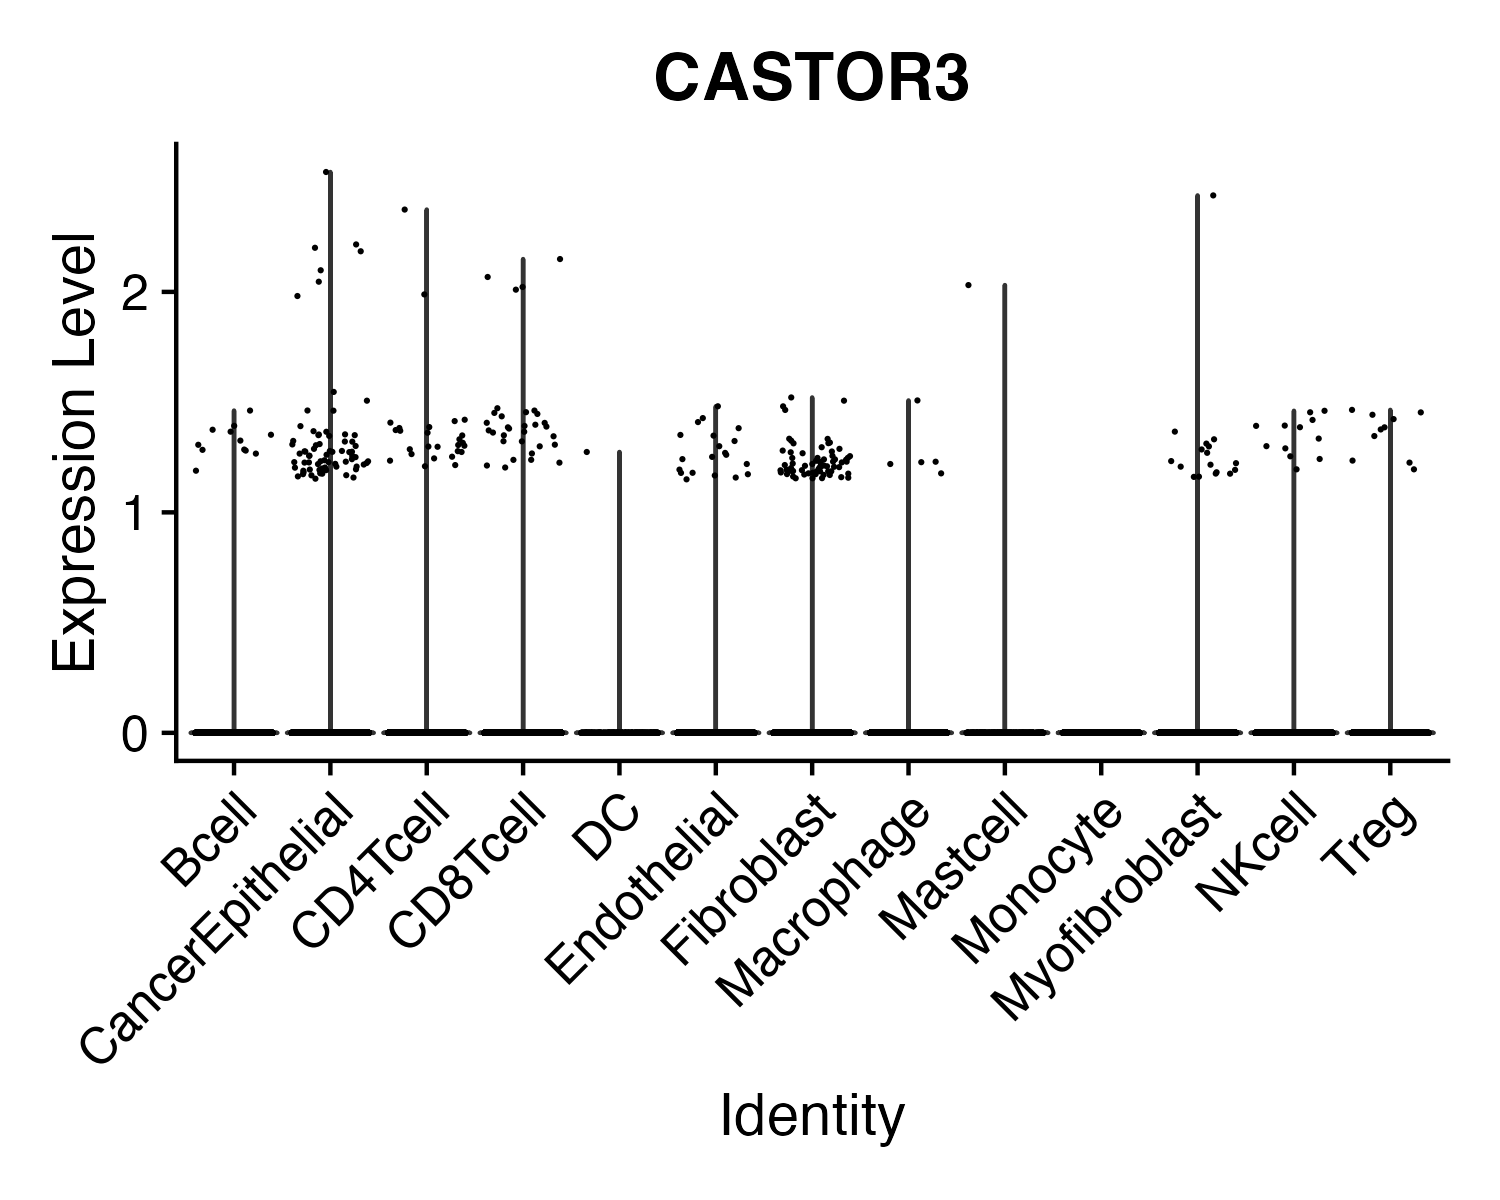 CASTOR3
Expression Level
2
1
0
Bcell
CancerEpithelial
CD4Tcell
CD8Tcell
DC
Endothelial
Fibroblast
Macrophage
Mastcell
Monocyte
Myofibroblast
NKcell
Treg
Identity